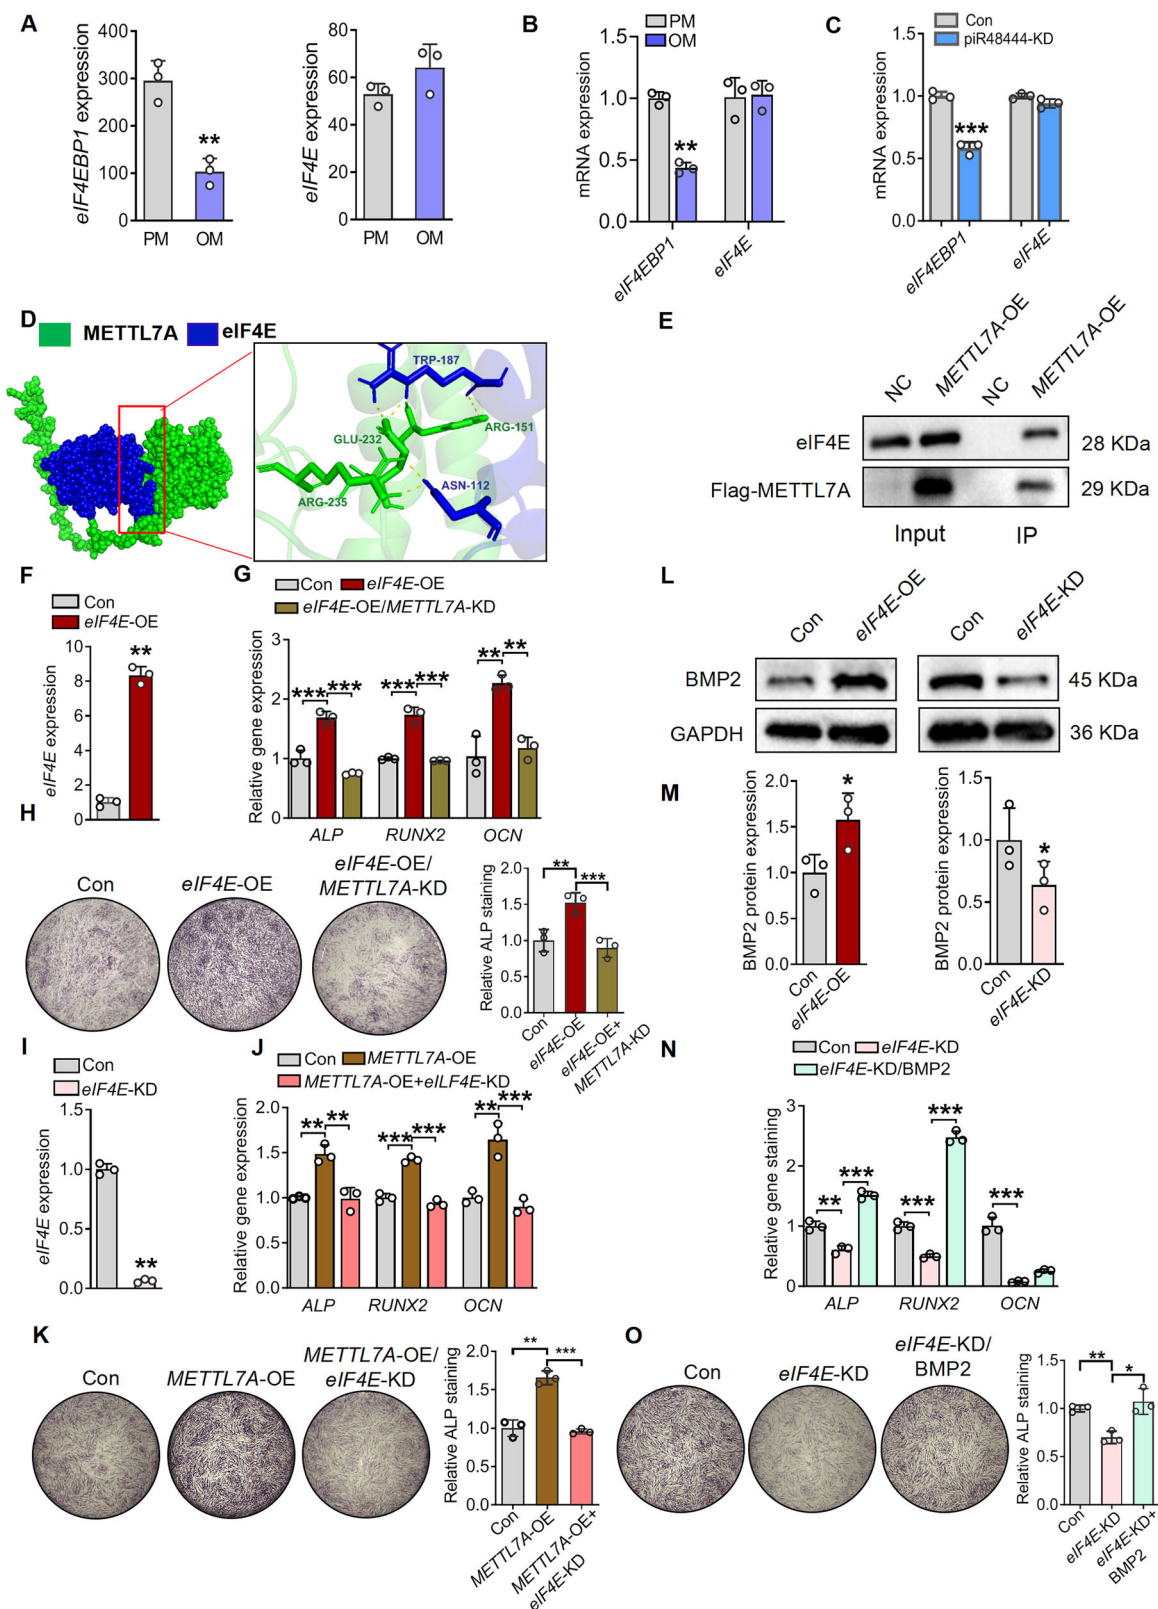 A
eIF4EBP1 expression
400
300
200
100
0
**
PM
OM
eIF4E expression
80
60
40
20
0
PM
OM
B
PM
OM
mRNA expression
1.5
1.0
0.5
0.0
**
eIF4EBP1
eIF4E
C
Con
piR48444-KD
mRNA expression
1.5
1.0
0.5
0.0
***
eIF4EBP1
eIF4E
D
METTL7A
eIF4E
TRP-187
ARG-151
GLU-232
ASN-112
ARG-235
E
NC
METTL7A-OE
NC
METTL7A-OE
eIF4E
28 KDa
Flag-METTL7A
29 KDa
Input
IP
F
Con
eIF4E-OE
eIF4E expression
10
8
6
4
2
0
**
G
Con
eIF4E-OE
eIF4E-OE/METTL7A-KD
Relative gene expression
3
2
1
0
*** ***
*** ***
** **
ALP
RUNX2
OCN
H
Con
eIF4E-OE
eIF4E-OE/
METTL7A-KD
Relative ALP staining
2.0
1.5
1.0
0.5
0.0
**
***
Con
eIF4E-OE
eIF4E-OE+
METTL7A-KD
I
Con
eIF4E-KD
eIF4E expression
1.5
1.0
0.5
0.0
**
J
Con
METTL7A-OE
METTL7A-OE+eILF4E-KD
Relative gene expression
2.0
1.5
1.0
0.5
0.0
** **
*** ***
** ***
ALP
RUNX2
OCN
K
Con
METTL7A-OE
METTL7A-OE/
eIF4E-KD
Relative ALP staining
2.0
1.5
1.0
0.5
0.0
**
***
Con
METTL7A-OE
METTL7A-OE+
eIF4E-KD
L
Con
eIF4E-OE
Con
eIF4E-KD
BMP2
45 KDa
GAPDH
36 KDa
M
BMP2 protein expression
2.0
1.5
1.0
0.5
0.0
*
Con
eIF4E-OE
BMP2 protein expression
1.5
1.0
0.5
0.0
*
Con
eIF4E-KD
N
Con
eIF4E-KD
eIF4E-KD/BMP2
Relative gene staining
3
2
1
0
** ***
*** ***
***
ALP
RUNX2
OCN
O
Con
eIF4E-KD
eIF4E-KD/
BMP2
Relative ALP staining
1.5
1.0
0.5
0.0
**
*
Con
eIF4E-KD
eIF4E-KD+
BMP2